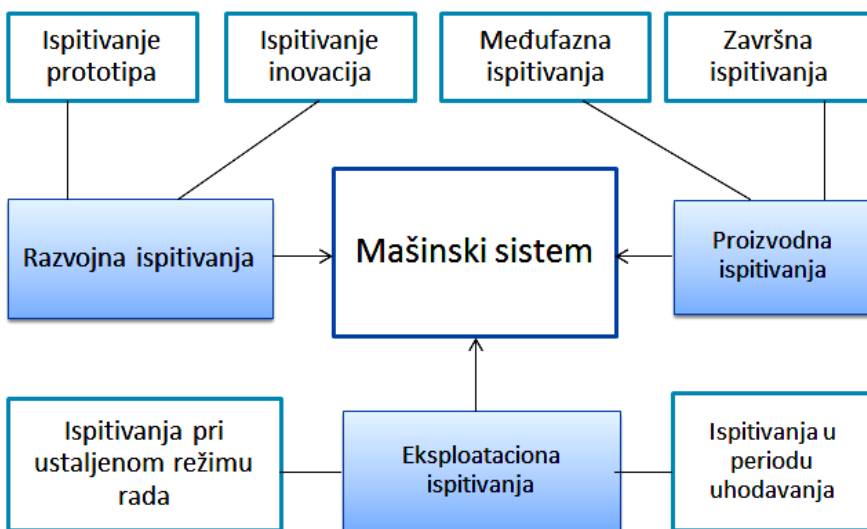 Ispitivanje
prototipa
Ispitivanje
inovacija
Međufazna
ispitivanja
Završna
ispitivanja
Razvojna ispitivanja
Mašinski sistem
Proizvodna
ispitivanja
Ispitivanja pri
ustaljenom režimu
rada
Eksploataciona
ispitivanja
Ispitivanja u
periodu
uhodavanja